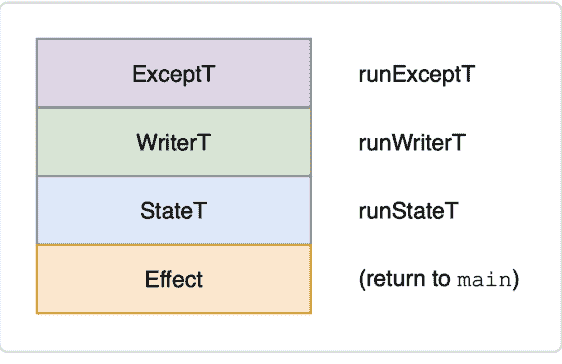 ExceptT runExceptT
WriterT runWriterT
StateT runStateT
Effect (return to main)